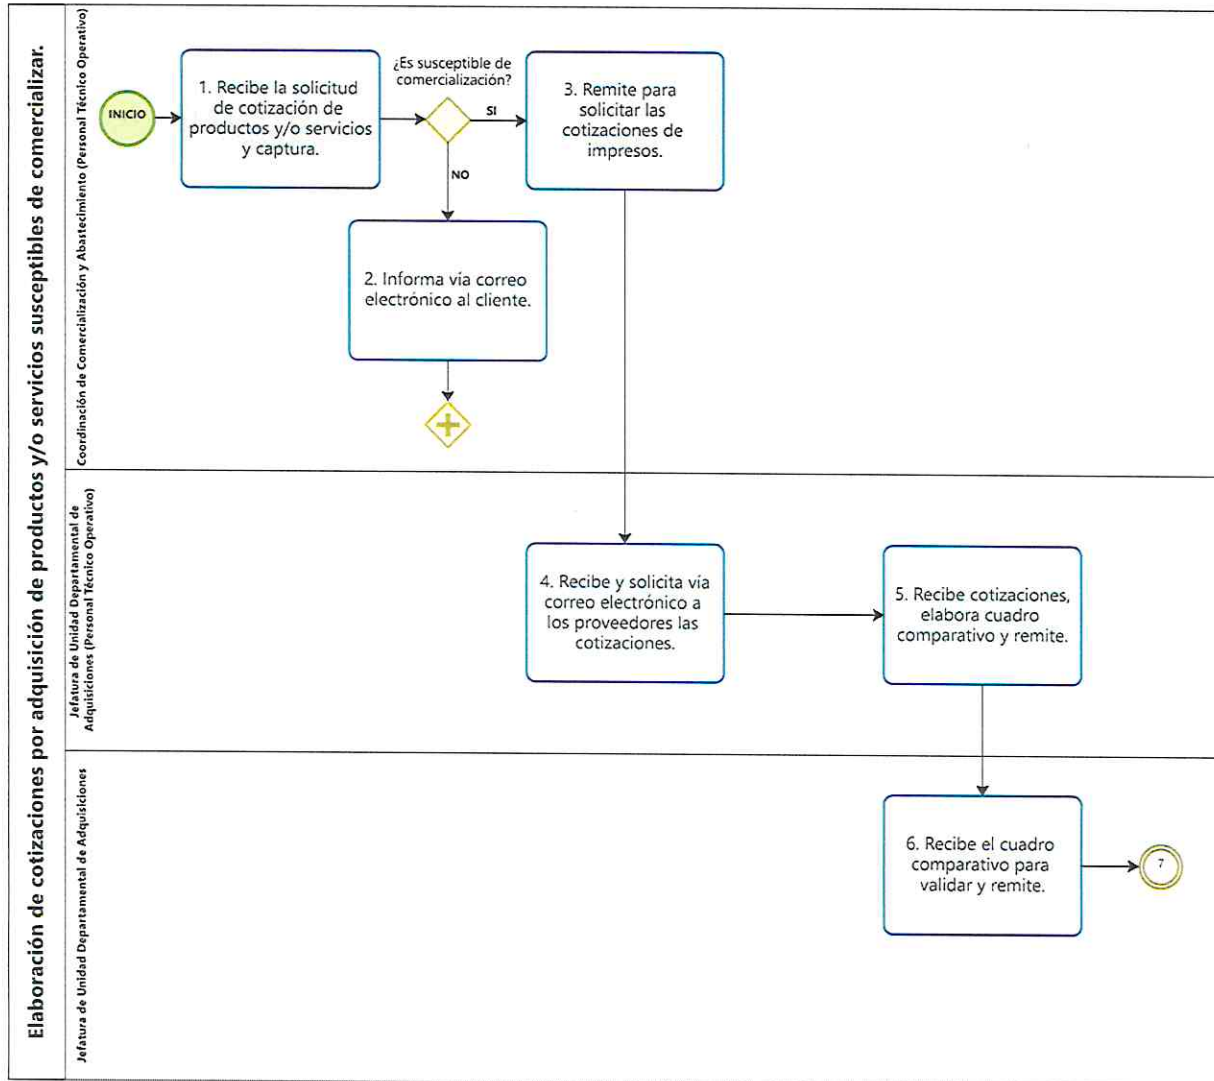 Elaboración de cotizaciones por adquisición de productos y/o servicios susceptibles de comercializar.
Coordinación de Comercialización y Abastecimiento (Personal Técnico Operativo)
INICIO
1. Recibe la solicitud
de cotización de
productos y/o servicios
y captura.
¿Es susceptible de
comercialización?
SI
NO
3. Remite para
solicitar las
cotizaciones de
impresos.
2. Informa vía correo
electrónico al cliente.
Jefatura de Unidad Departamental de
Adquisiciones (Personal Técnico Operativo)
4. Recibe y solicita vía
correo electrónico a
los proveedores las
cotizaciones.
5. Recibe cotizaciones,
elabora cuadro
comparativo y remite.
Jefatura de Unidad Departamental de Adquisiciones
6. Recibe el cuadro
comparativo para
validar y remite.
7